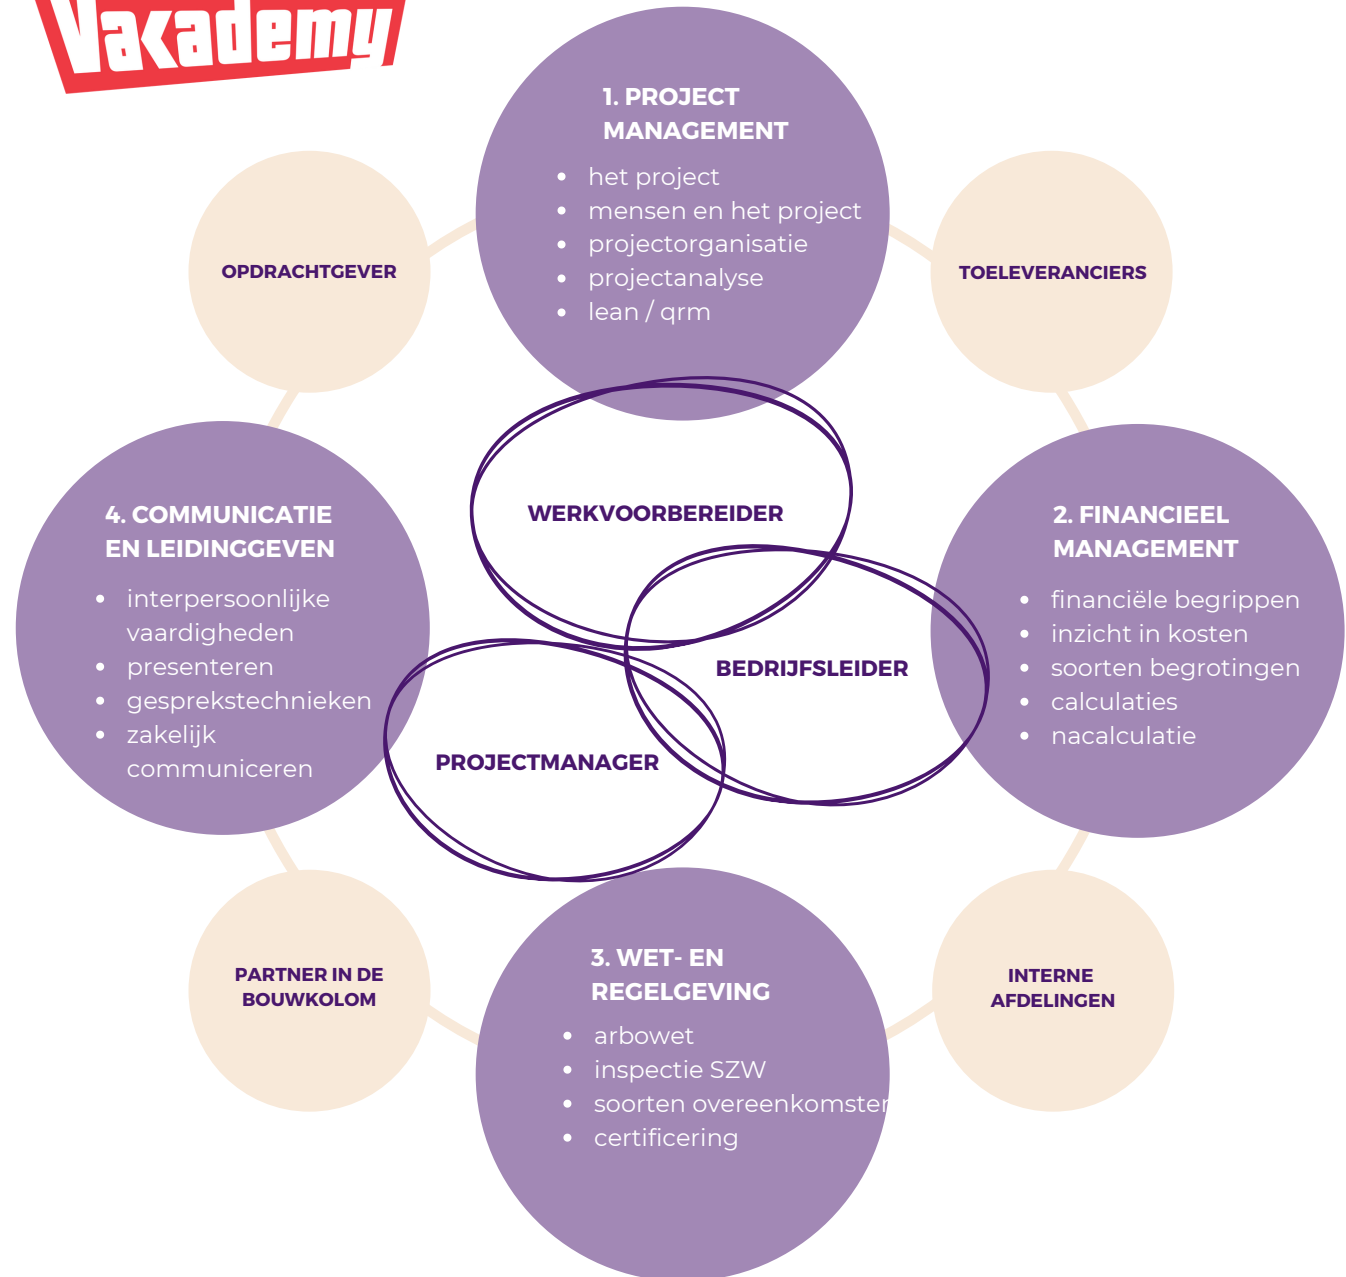 Vakademy
1. PROJECT
MANAGEMENT
• het project
• mensen en het project
• projectorganisatie
• projectanalyse
• lean / qrm
OPDRACHTGEVER
TOELEVERANCIERS
WERKVOORBEREIDER
4. COMMUNICATIE
EN LEIDINGGEVEN
• interpersoonlijke
vaardigheden
• presenteren
• gesprekstechnieken
• zakelijk
communiceren
2. FINANCIEEL
MANAGEMENT
• financiële begrippen
• inzicht in kosten
• soorten begrotingen
• calculaties
• nacalculatie
BEDRIJFSLEIDER
PROJECTMANAGER
PARTNER IN DE
BOUWKOLOM
3. WET- EN
REGELGEVING
• arbowet
• inspectie SZW
• soorten overeenkomsten
• certificering
INTERNE
AFDELINGEN